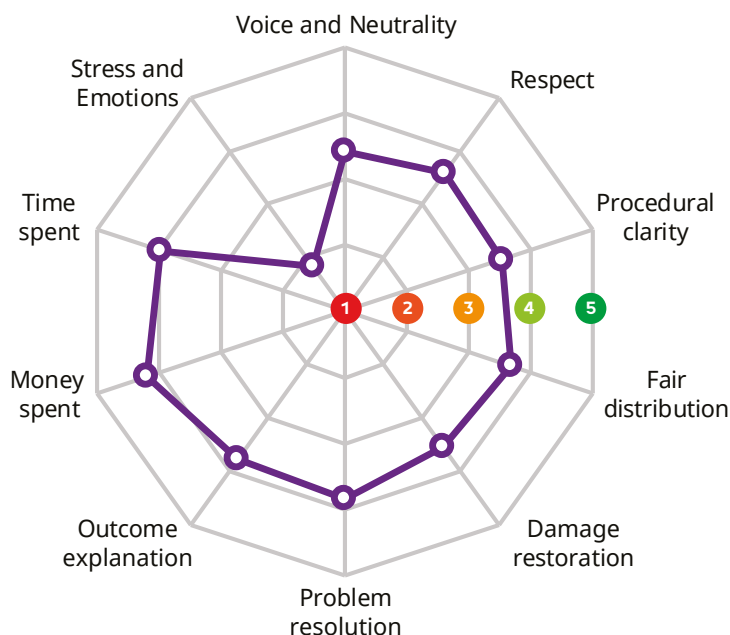 Voice and Neutrality
Stress and
Emotions
Respect
Time
spent
Procedural
clarity
1 2 3 4 5
Money
spent
Fair
distribution
Outcome
explanation
Damage
restoration
Problem
resolution